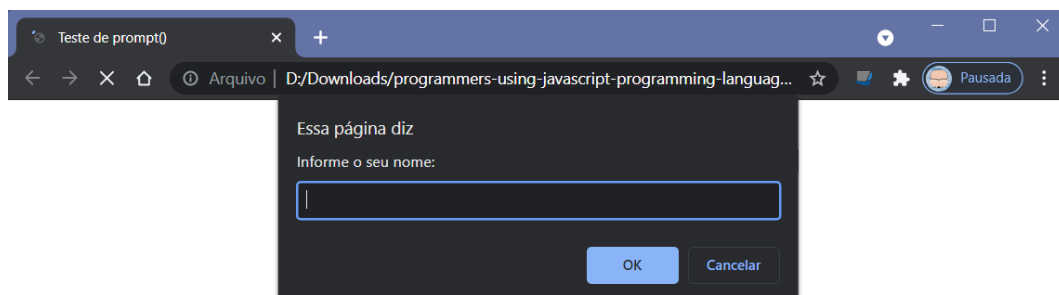 Teste de prompt()
Arquivo | D:/Downloads/programmers-using-javascript-programming-languag...
Pausada
Essa página diz
Informe o seu nome:
OK
Cancelar